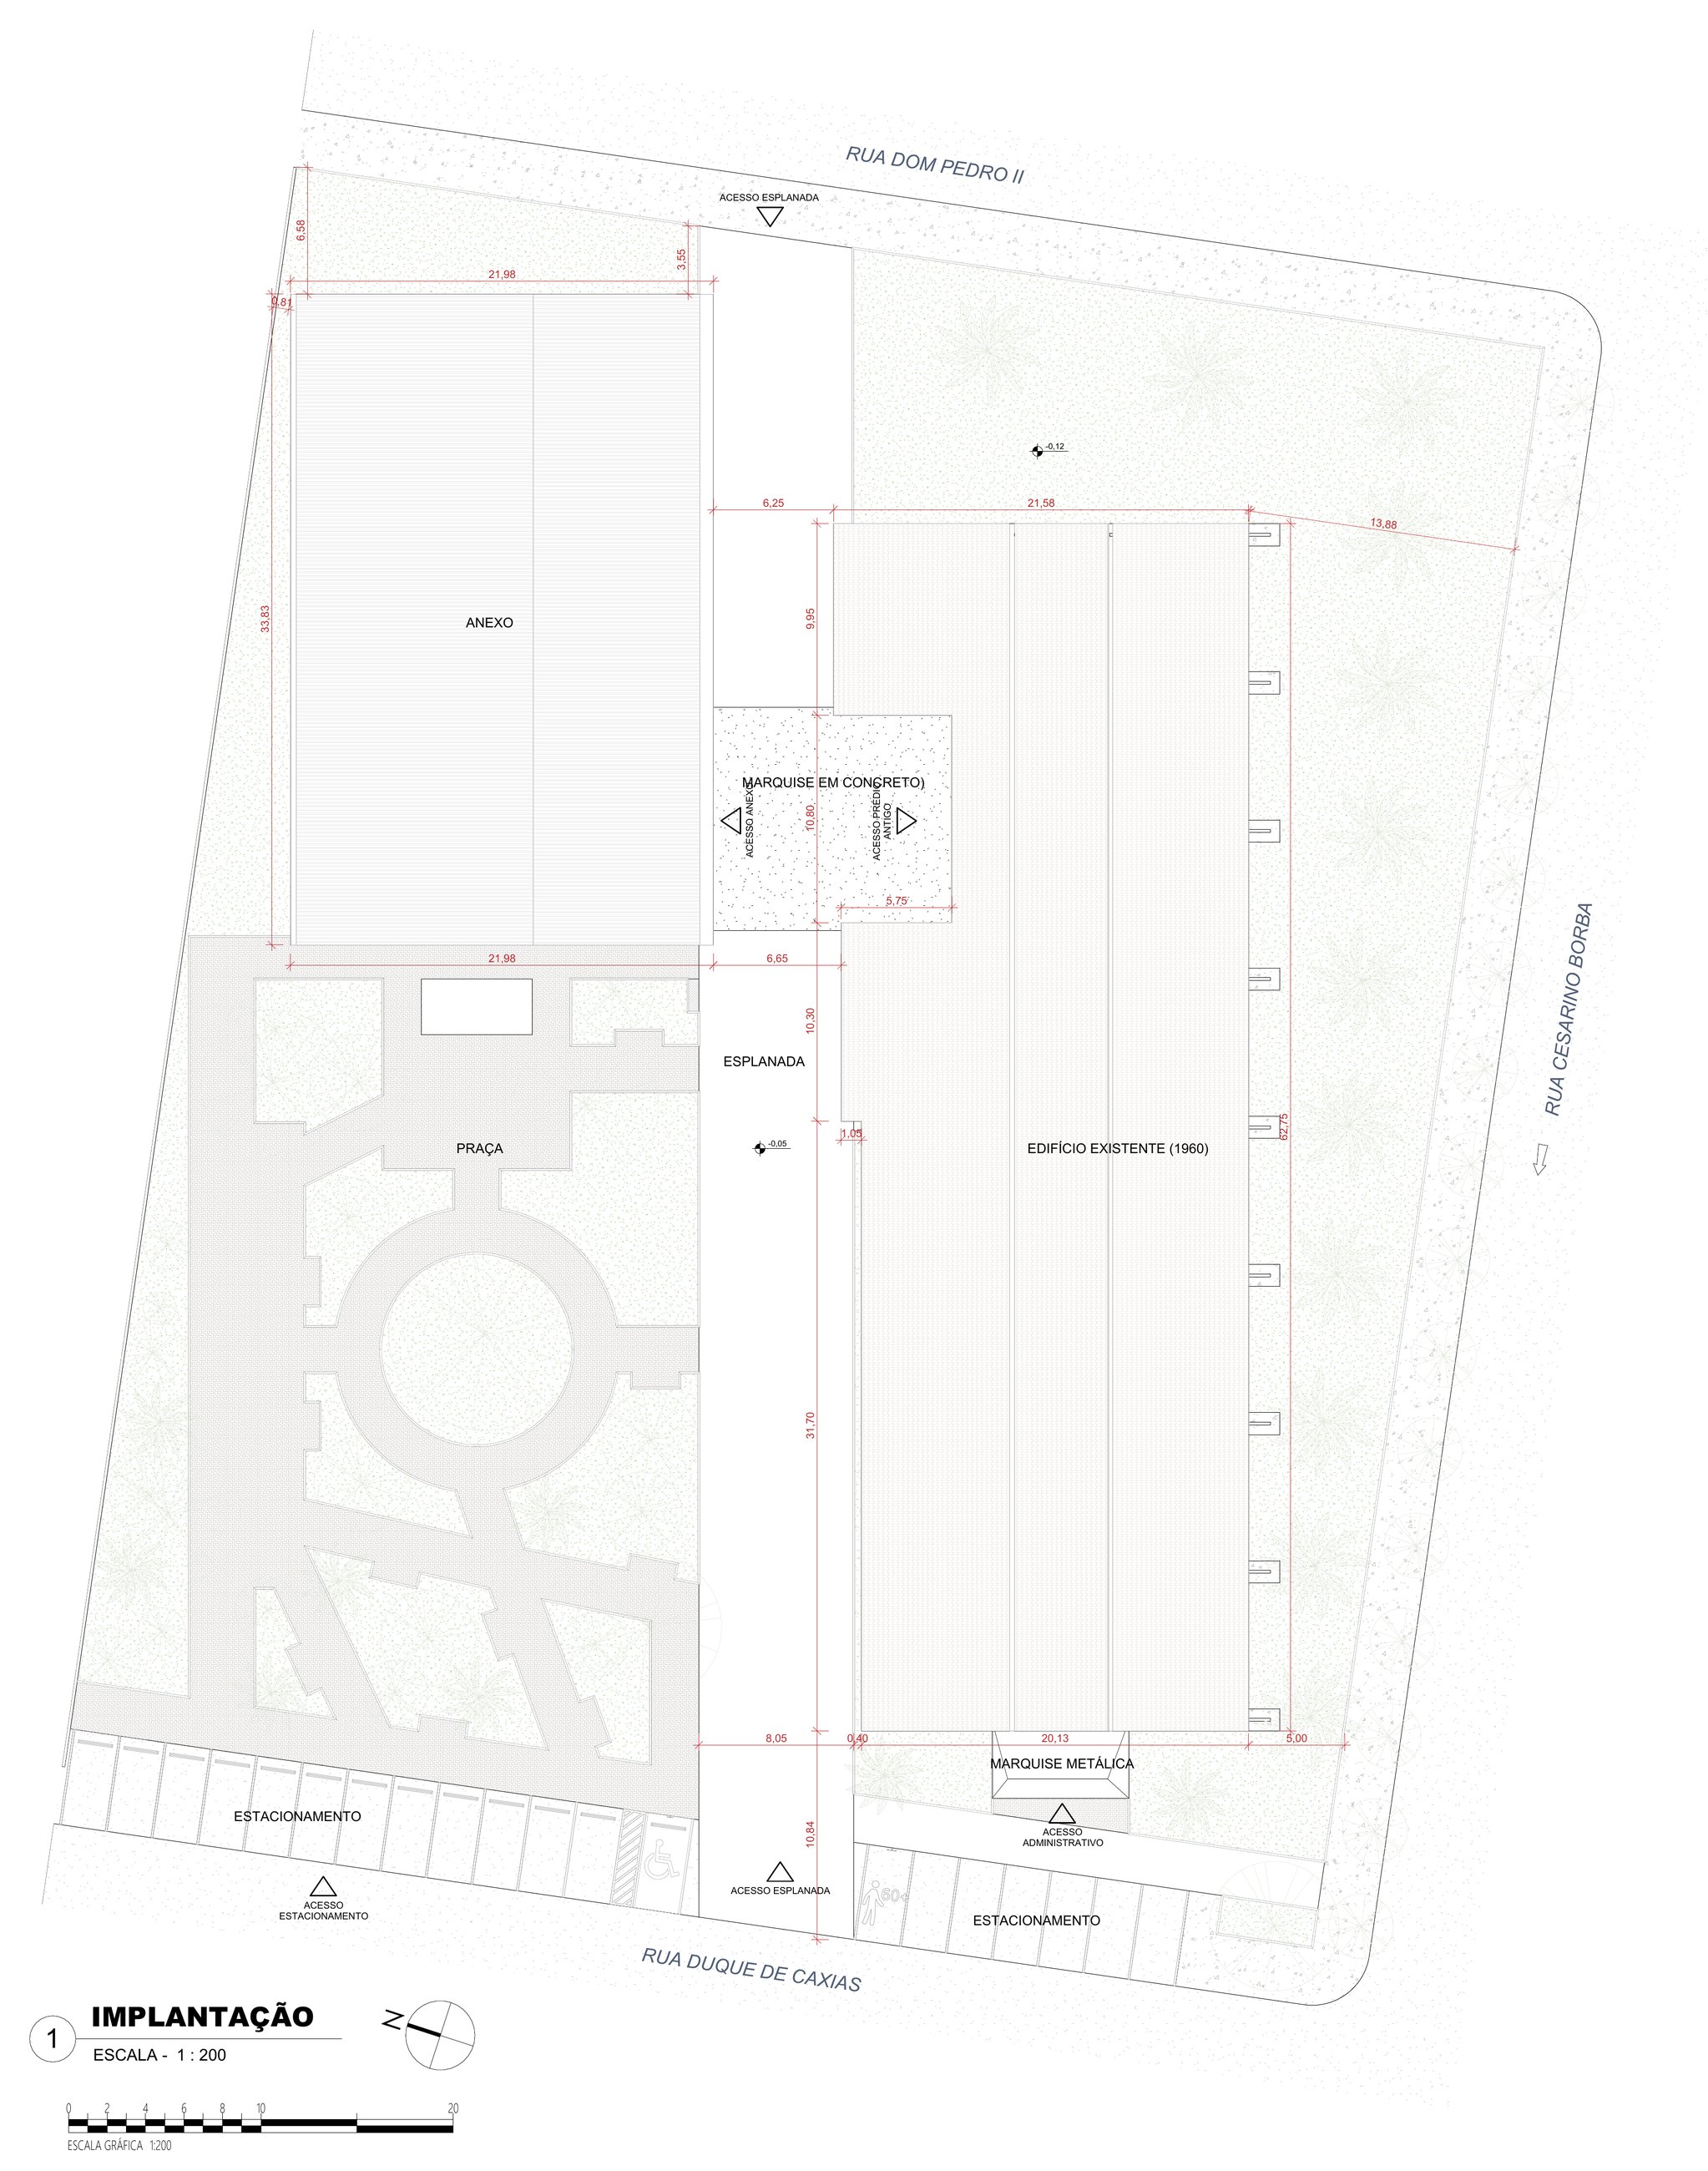 RUA DOM PEDRO II
ACESSO ESPLANADA
6,58
3,55
21,98
0,81
-0,12
6,25
21,58
13,88
33,83
9,95
ANEXO
MARQUISE EM CONCRETO)
ACESSO ANEXO
10,80
ACESSO PRÉDIO
ANTIGO
5,75
RUA CESARINO BORBA
21,98
6,65
10,30
ESPLANADA
1,05
62,75
PRAÇA
-0,05
EDIFÍCIO EXISTENTE (1960)
31,70
8,05
0,40
20,13
5,00
MARQUISE METÁLICA
ESTACIONAMENTO
10,84
ACESSO
ADMINISTRATIVO
ACESSO ESPLANADA
60+
ACESSO
ESTACIONAMENTO
ESTACIONAMENTO
RUA DUQUE DE CAXIAS
1
IMPLANTAÇÃO
ESCALA - 1 : 200
N
0 2 4 6 8 10 20
ESCALA GRÁFICA 1:200